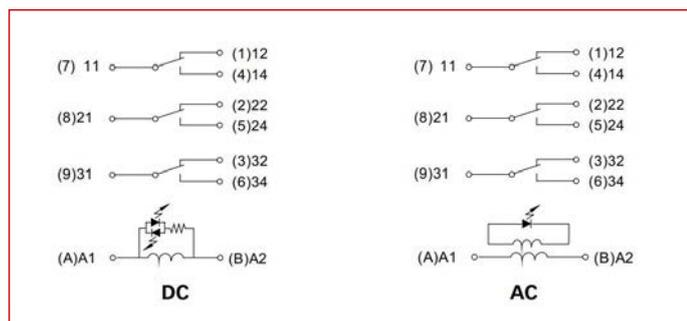 (7) 11 (1)12
(4)14
(8)21 (2)22
(5)24
(9)31 (3)32
(6)34
(A)A1 (B)A2
DC
(7) 11 (1)12
(4)14
(8)21 (2)22
(5)24
(9)31 (3)32
(6)34
(A)A1 (B)A2
AC